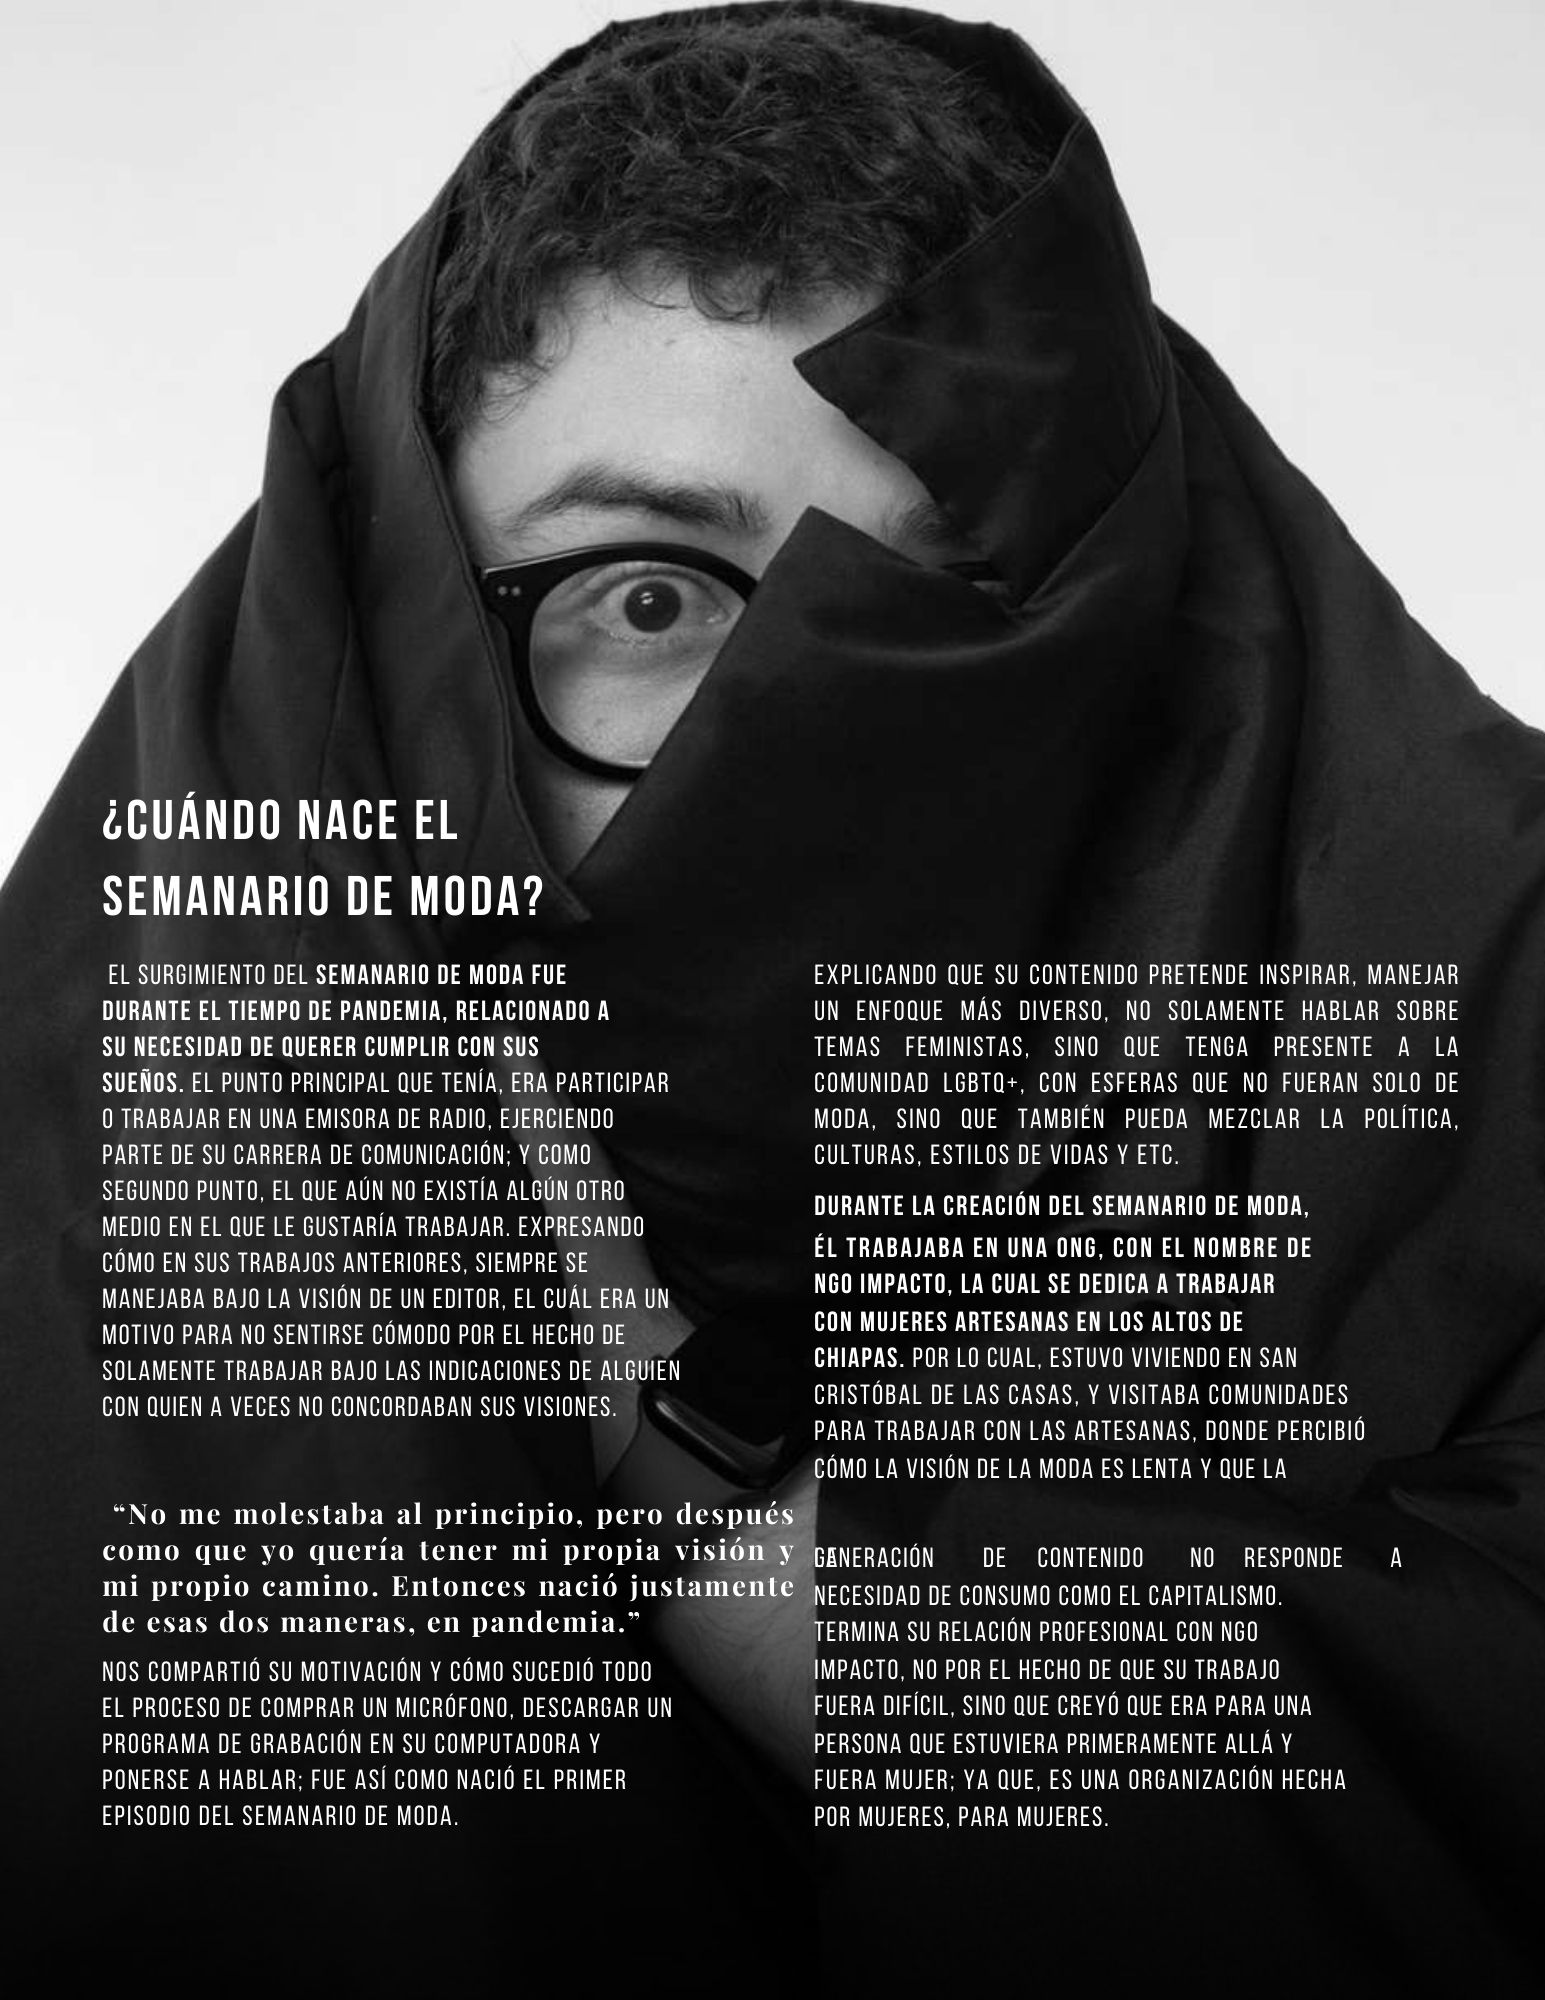 ¿CUÁNDO NACE EL
SEMANARIO DE MODA?
EL SURGIMIENTO DEL SEMANARIO DE MODA FUE
DURANTE EL TIEMPO DE PANDEMIA, RELACIONADO A
SU NECESIDAD DE QUERER CUMPLIR CON SUS
SUEÑOS. EL PUNTO PRINCIPAL QUE TENÍA, ERA PARTICIPAR
O TRABAJAR EN UNA EMISORA DE RADIO, EJERCIENDO
PARTE DE SU CARRERA DE COMUNICACIÓN; Y COMO
SEGUNDO PUNTO, EL QUE AÚN NO EXISTÍA ALGÚN OTRO
MEDIO EN EL QUE LE GUSTARÍA TRABAJAR. EXPRESANDO
CÓMO EN SUS TRABAJOS ANTERIORES, SIEMPRE SE
MANEJABA BAJO LA VISIÓN DE UN EDITOR, EL CUÁL ERA UN
MOTIVO PARA NO SENTIRSE CÓMODO POR EL HECHO DE
SOLAMENTE TRABAJAR BAJO LAS INDICACIONES DE ALGUIEN
CON QUIEN A VECES NO CONCORDABAN SUS VISIONES.
“No me molestaba al principio, pero después
como que yo quería tener mi propia visión y
mi propio camino. Entonces nació justamente
de esas dos maneras, en pandemia.”
NOS COMPARTIÓ SU MOTIVACIÓN Y CÓMO SUCEDIÓ TODO
EL PROCESO DE COMPRAR UN MICRÓFONO, DESCARGAR UN
PROGRAMA DE GRABACIÓN EN SU COMPUTADORA Y
PONERSE A HABLAR; FUE ASÍ COMO NACIÓ EL PRIMER
EPISODIO DEL SEMANARIO DE MODA.
EXPLICANDO QUE SU CONTENIDO PRETENDE INSPIRAR, MANEJAR
UN ENFOQUE MÁS DIVERSO, NO SOLAMENTE HABLAR SOBRE
TEMAS FEMINISTAS, SINO QUE TENGA PRESENTE A LA
COMUNIDAD LGBTQ+, CON ESFERAS QUE NO FUERAN SOLO DE
MODA, SINO QUE TAMBIÉN PUEDA MEZCLAR LA POLÍTICA,
CULTURAS, ESTILOS DE VIDAS Y ETC.
DURANTE LA CREACIÓN DEL SEMANARIO DE MODA,
ÉL TRABAJABA EN UNA ONG, CON EL NOMBRE DE
NGO IMPACTO, LA CUAL SE DEDICA A TRABAJAR
CON MUJERES ARTESANAS EN LOS ALTOS DE
CHIAPAS. POR LO CUAL, ESTUVO VIVIENDO EN SAN
CRISTÓBAL DE LAS CASAS, Y VISITABA COMUNIDADES
PARA TRABAJAR CON LAS ARTESANAS, DONDE PERCIBIÓ
CÓMO LA VISIÓN DE LA MODA ES LENTA Y QUE LA
GENERACIÓN DE CONTENIDO NO RESPONDE A
NECESIDAD DE CONSUMO COMO EL CAPITALISMO.
TERMINA SU RELACIÓN PROFESIONAL CON NGO
IMPACTO, NO POR EL HECHO DE QUE SU TRABAJO
FUERA DIFÍCIL, SINO QUE CREYÓ QUE ERA PARA UNA
PERSONA QUE ESTUVIERA PRIMERAMENTE ALLÁ Y
FUERA MUJER; YA QUE, ES UNA ORGANIZACIÓN HECHA
POR MUJERES, PARA MUJERES.